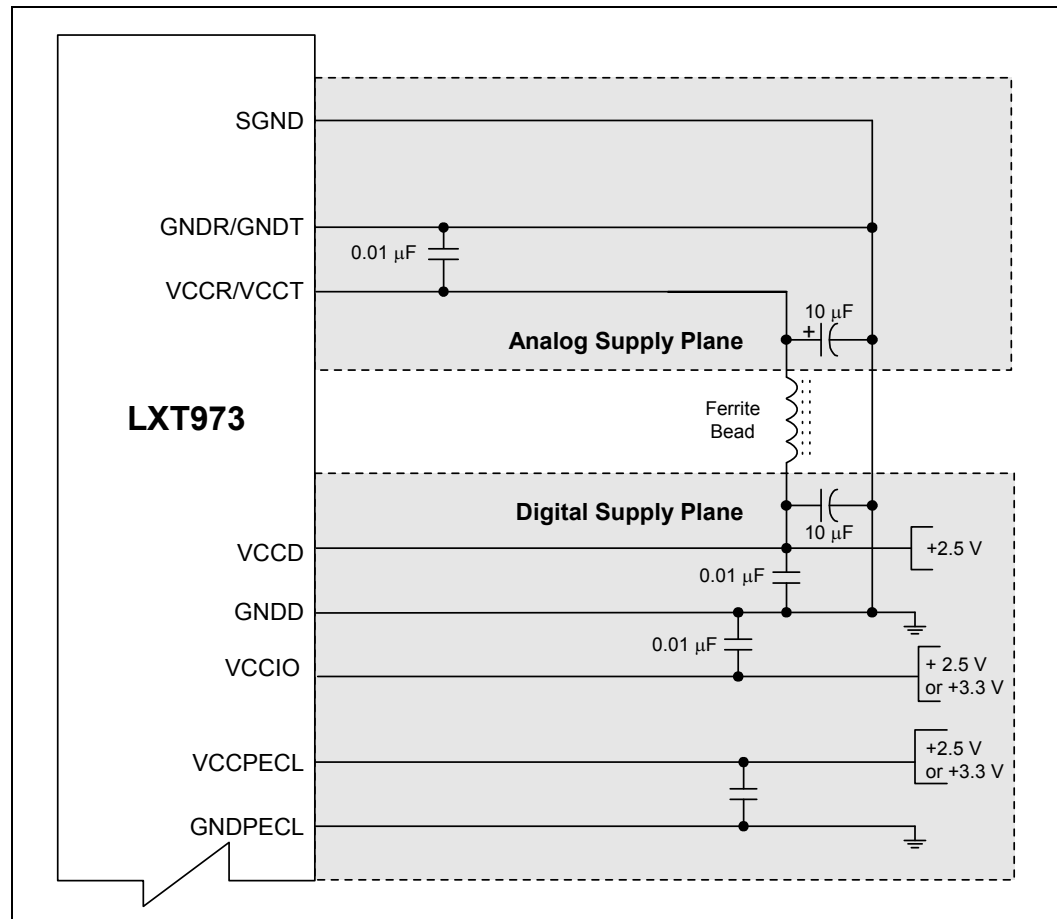 SGND
GNDR/GNDT
0.01 μF
VCCR/VCCT
10 μF
+
Analog Supply Plane
LXT973
Ferrite
Bead
Digital Supply Plane
10 μF
VCCD
+2.5 V
0.01 μF
GNDD
0.01 μF
VCCIO
+ 2.5 V
or +3.3 V
VCCPECL
+2.5 V
or +3.3 V
GNDPECL